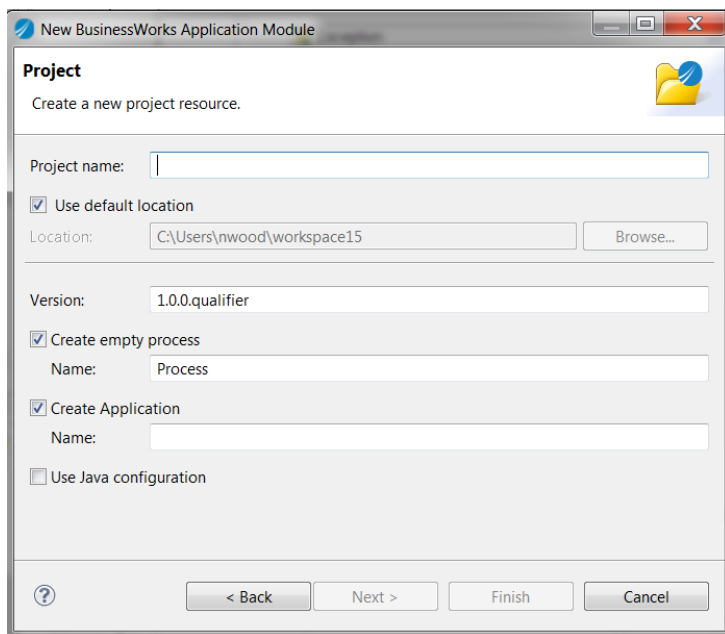 New BusinessWorks Application Module
Project
Create a new project resource.
Project name:
Use default location
Location: C:\Users\nwood\workspace15 Browse...
Version: 1.0.0.qualifier
Create empty process
Name: Process
Create Application
Name:
Use Java configuration
? < Back Next > Finish Cancel